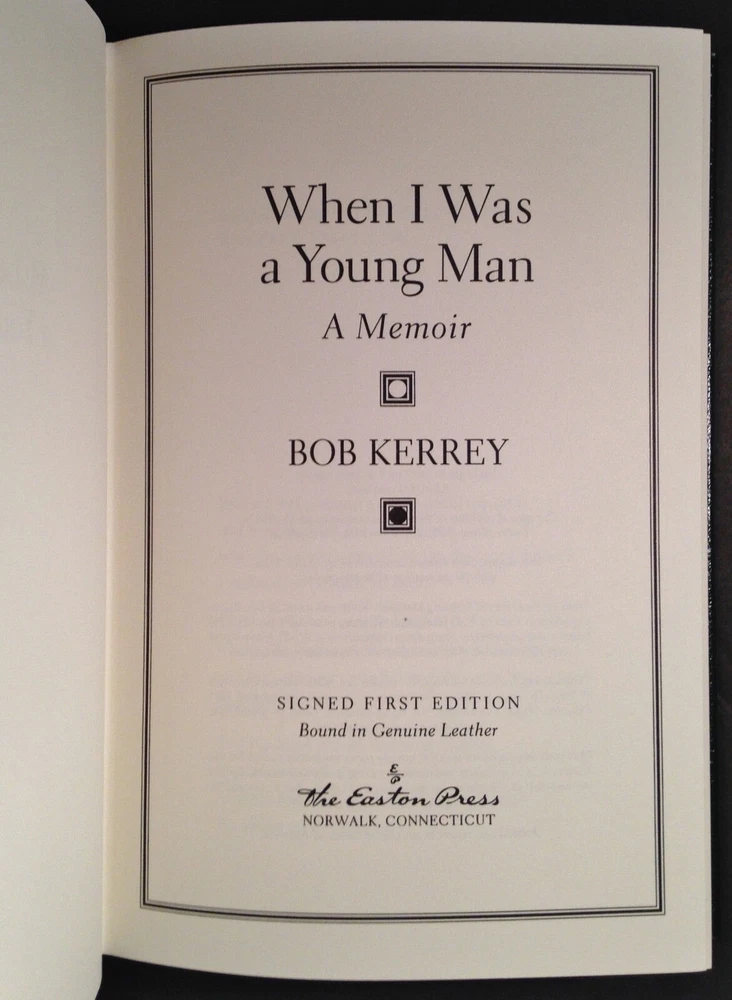 When I Was
a Young Man
A Memoir
BOB KERREY
SIGNED FIRST EDITION
Bound in Genuine Leather
E
P
The Easton Press
NORWALK, CONNECTICUT